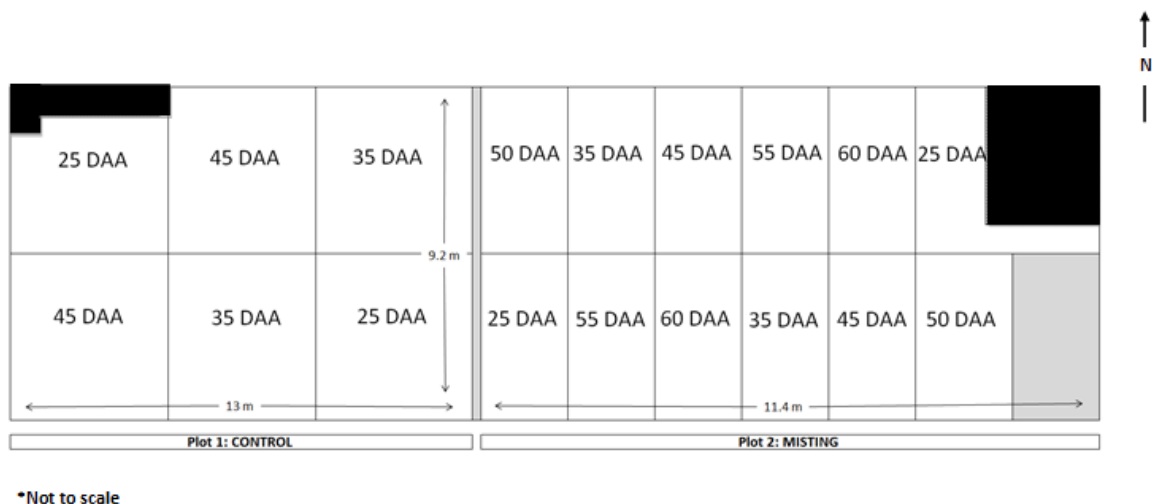 N
25 DAA 45 DAA 35 DAA 50 DAA 35 DAA 45 DAA 55 DAA 60 DAA 25 DAA
9.2 m
45 DAA 35 DAA 25 DAA 25 DAA 55 DAA 60 DAA 35 DAA 45 DAA 50 DAA
13 m 11.4 m
Plot 1: CONTROL Plot 2: MISTING
*Not to scale